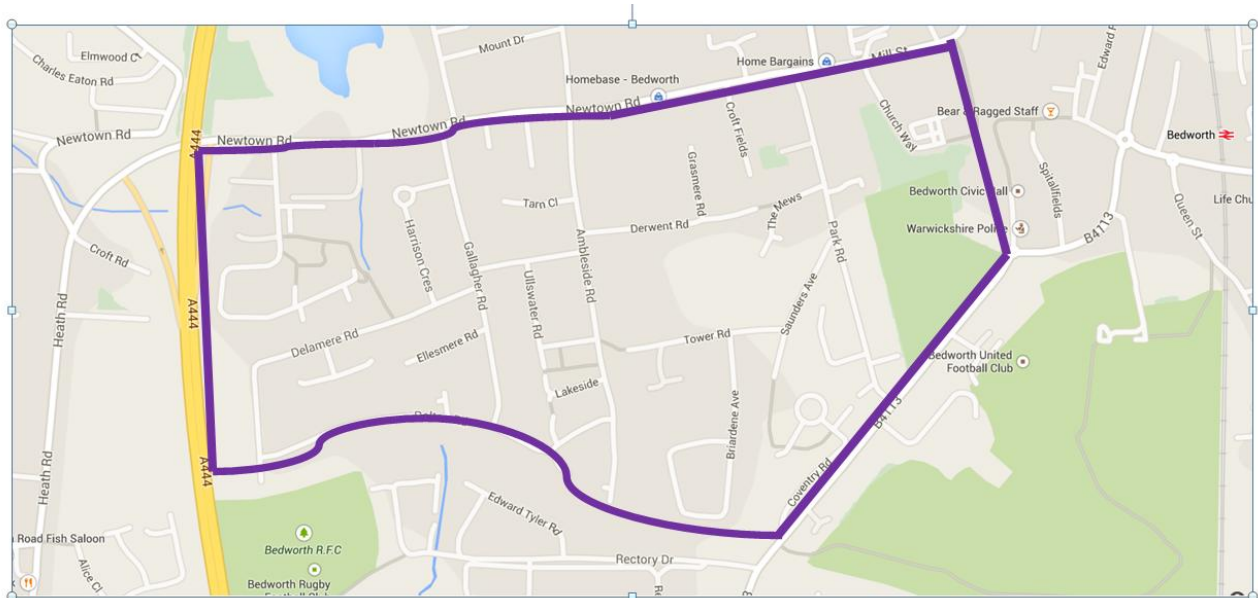 Elmwood C
Charles Eaton Rd
Mount Dr
Homebase - Bedworth
Home Bargains
Mill St
Edward
Newtown Rd
Newtown Rd
Newtown Rd
Newtown Rd
A444
Croft Fields
Church Way
Bear & Ragged Staff
Bedworth
Grasmere Rd
Tarn Cl
The Mews
Derwent Rd
Bedworth Civic Hall
Spitalfields
Life Chu
Queen St
Warwickshire Police
B4113
Croft Rd
Harrison Cres
Gallagher Rd
Ullswater Rd
Ambleside Rd
Park Rd
Saunders Ave
Heath Rd
A444
Delamere Rd
Ellesmere Rd
Tower Rd
Bedworth United
Football Club
Lakeside
Briardene Ave
B4113
Heath Rd
A444
Coventry Rd
Edward Tyler Rd
Road Fish Saloon
Alice Cl
Bedworth R.F.C
Bedworth Rugby
Football Club
Rectory Dr